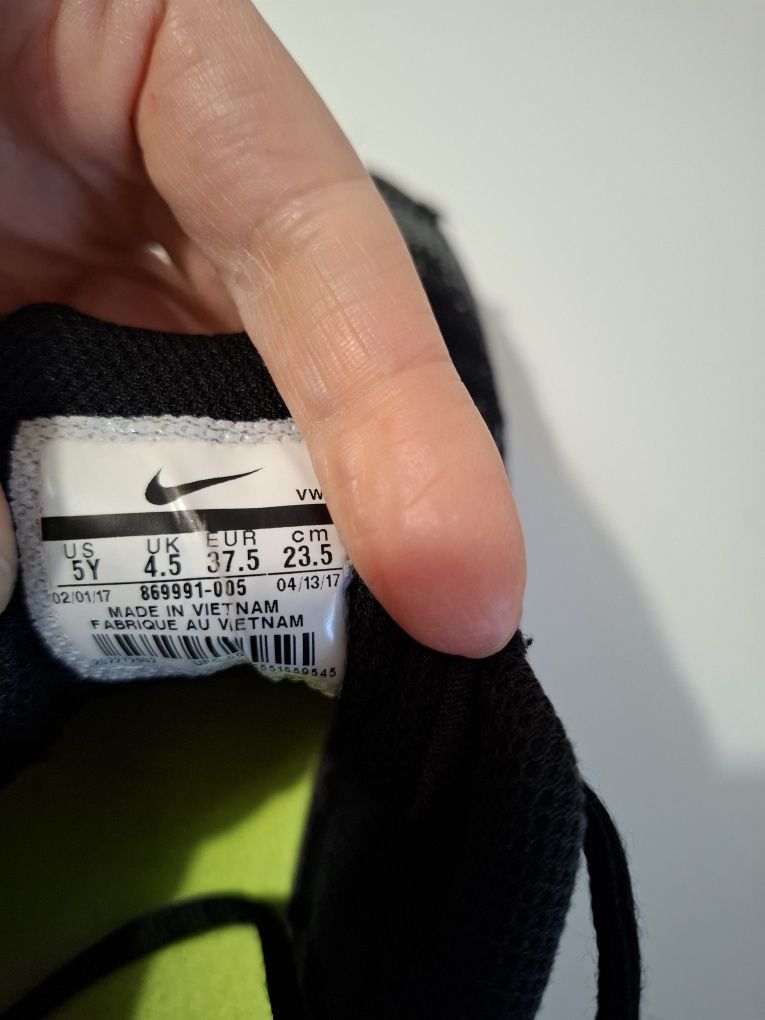 VW
US UK EUR cm
5Y 4.5 37.5 23.5
02/01/17 869991-005 04/13/17
MADE IN VIETNAM
FABRIQUE AU VIETNAM